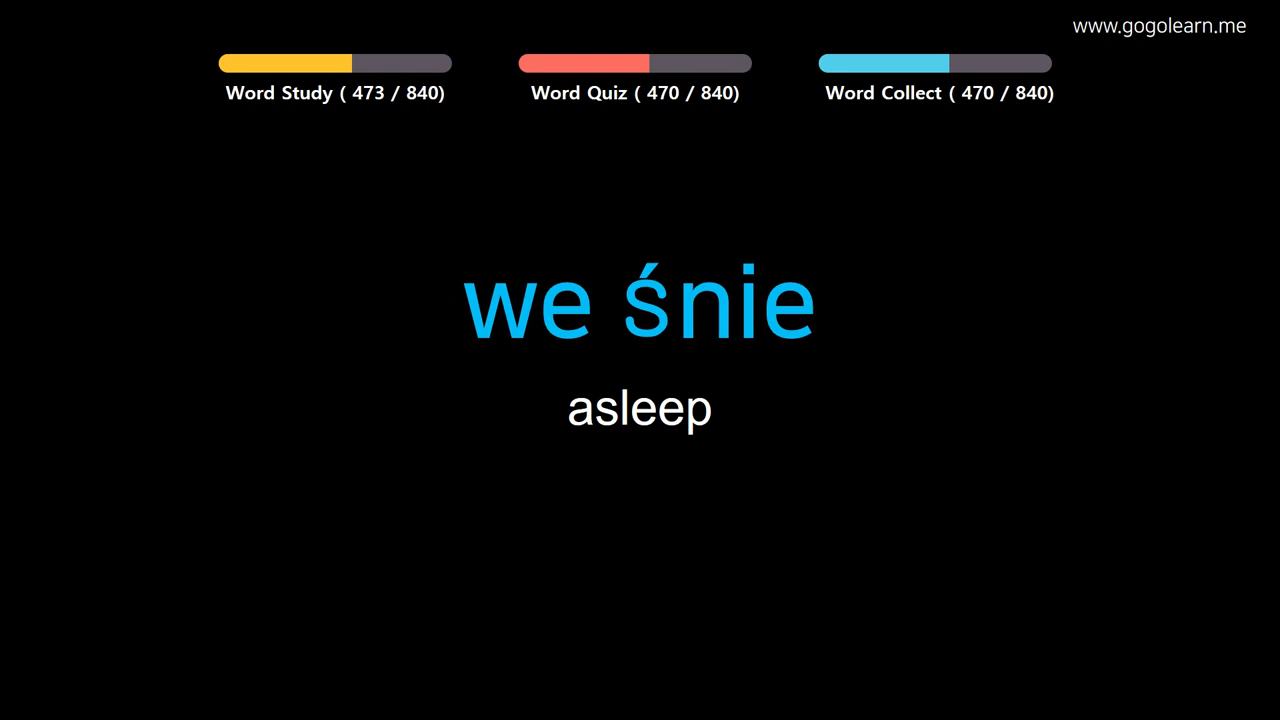 www.gogolearn.me
Word Study ( 473 / 840)
Word Quiz ( 470 / 840)
Word Collect ( 470 / 840)
we śnie
asleep